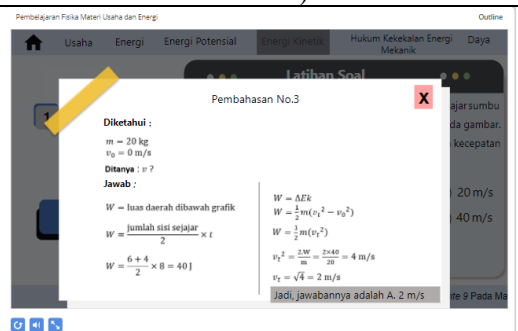 Pembelajaran Fisika Materi Usaha dan Energi
Outline
Usaha
Energi
Energi Potensial
Energi Kinetik
Hukum Kekekalan Energi Mekanik
Daya
Latihan Soal
1
ajar sumbu
da gambar.
kecepatan
20 m/s
40 m/s
Pembahasan No.3
X
Diketahui :
m = 20 kg
v₀ = 0 m/s
Ditanya : v ?
Jawab :
W = luas daerah dibawah grafik
W = jumlah sisi sejajar / 2 × t
W = 6 + 4 / 2 × 8 = 40 J
W = ΔEk
W = ½m(vₜ² − v₀²)
W = ½m(vₜ²)
vₜ² = 2.W / m = 2×40 / 20 = 4 m/s
vₜ = √4 = 2 m/s
Jadi, jawabannya adalah A. 2 m/s
9 Pada Ma